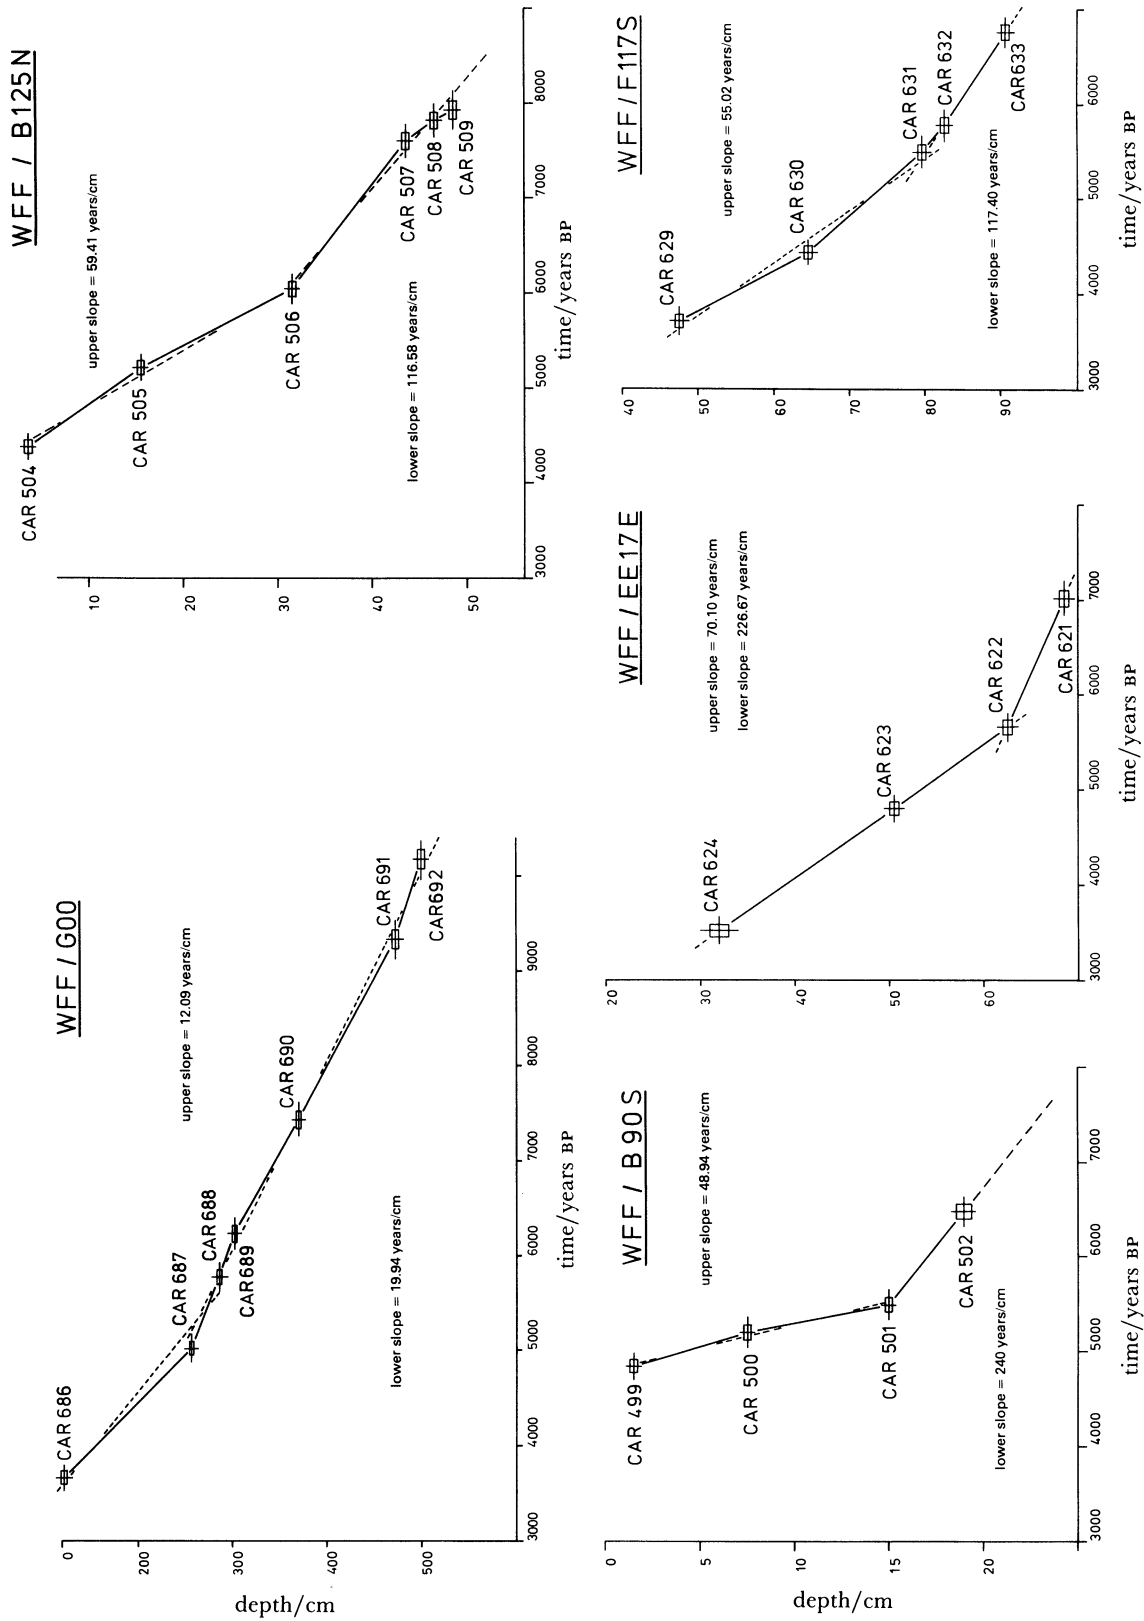 WFF / G00
upper slope = 12.09 years/cm
lower slope = 19.94 years/cm
CAR 686
CAR 687
CAR 688
CAR 689
CAR 690
CAR 691
CAR 692
0
200
300
500
3000
4000
5000
6000
7000
8000
9000
depth/cm
time/years BP
WFF / B125N
upper slope = 59.41 years/cm
lower slope = 116.58 years/cm
CAR 504
CAR 505
CAR 506
CAR 507
CAR 508
CAR 509
10
20
30
40
50
3000
4000
5000
6000
7000
8000
time/years BP
WFF / B90S
upper slope = 48.94 years/cm
lower slope = 240 years/cm
CAR 499
CAR 500
CAR 501
CAR 502
0
5
10
15
20
3000
4000
5000
6000
7000
depth/cm
time/years BP
WFF / EE17E
upper slope = 70.10 years/cm
lower slope = 226.67 years/cm
CAR 624
CAR 623
CAR 622
CAR 621
20
30
40
50
60
3000
4000
5000
6000
7000
time/years BP
WFF / F117S
upper slope = 55.02 years/cm
lower slope = 117.40 years/cm
CAR 629
CAR 630
CAR 631
CAR 632
CAR 633
40
50
60
70
80
90
3000
4000
5000
6000
time/years BP